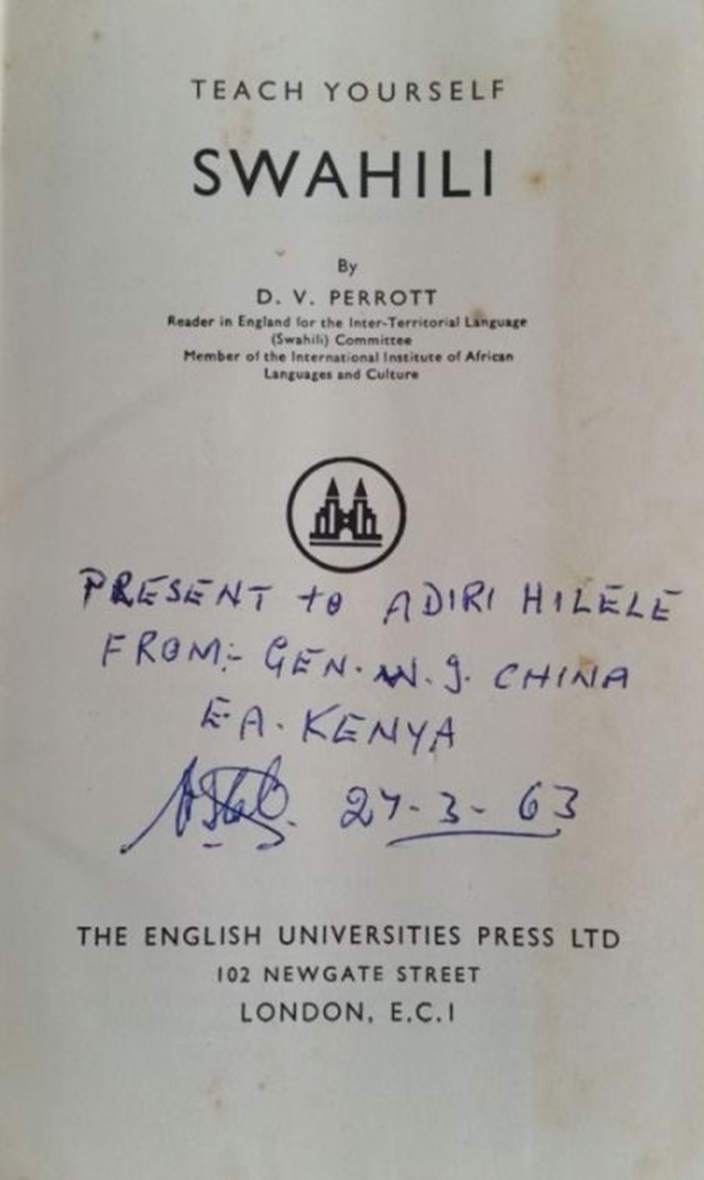 TEACH YOURSELF
SWAHILI
By
D. V. PERROTT
Reader in England for the Inter-Territorial Language
(Swahili) Committee
Member of the International Institute of African
Languages and Culture
PRESENT to ADIRI HILELE
FROM:- GEN. W. J. CHINA
E A. KENYA
27-3-63
THE ENGLISH UNIVERSITIES PRESS LTD
102 NEWGATE STREET
LONDON, E.C.1